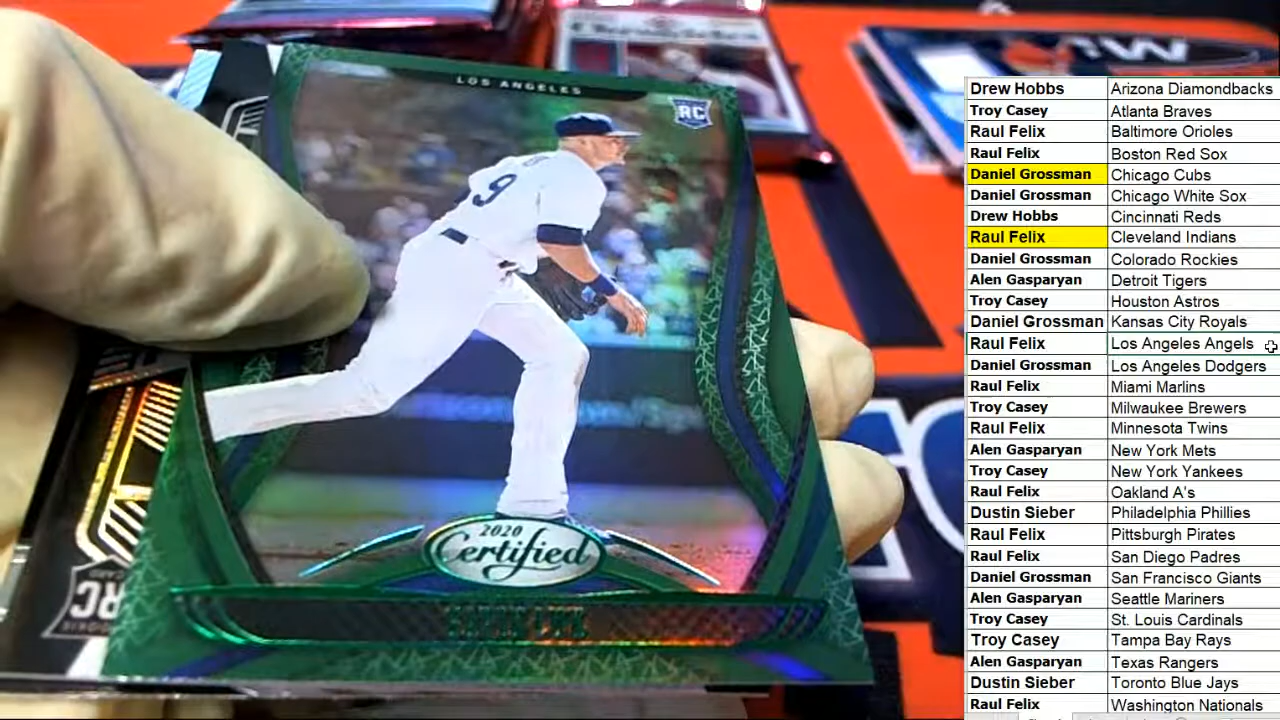 LOS ANGELES
RC
9
2020
Certified
RC
Drew Hobbs Arizona Diamondbacks
Troy Casey Atlanta Braves
Raul Felix Baltimore Orioles
Raul Felix Boston Red Sox
Daniel Grossman Chicago Cubs
Daniel Grossman Chicago White Sox
Drew Hobbs Cincinnati Reds
Raul Felix Cleveland Indians
Daniel Grossman Colorado Rockies
Alen Gasparyan Detroit Tigers
Troy Casey Houston Astros
Daniel Grossman Kansas City Royals
Raul Felix Los Angeles Angels
Daniel Grossman Los Angeles Dodgers
Raul Felix Miami Marlins
Troy Casey Milwaukee Brewers
Raul Felix Minnesota Twins
Alen Gasparyan New York Mets
Troy Casey New York Yankees
Raul Felix Oakland A's
Dustin Sieber Philadelphia Phillies
Raul Felix Pittsburgh Pirates
Raul Felix San Diego Padres
Daniel Grossman San Francisco Giants
Alen Gasparyan Seattle Mariners
Troy Casey St. Louis Cardinals
Troy Casey Tampa Bay Rays
Alen Gasparyan Texas Rangers
Dustin Sieber Toronto Blue Jays
Raul Felix Washington Nationals